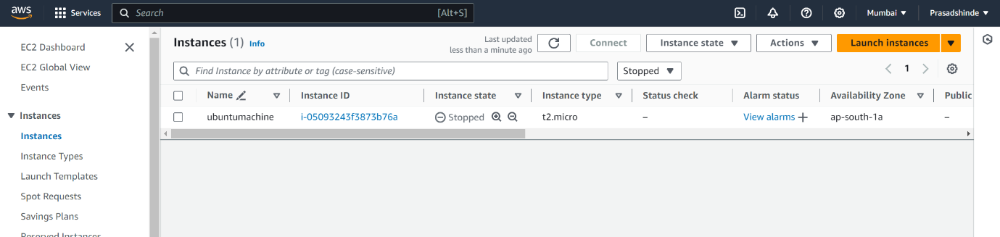 aws
Services
Search
[Alt+S]
Mumbai
Prasadshinde
EC2 Dashboard
EC2 Global View
Events
Instances
Instances
Instance Types
Launch Templates
Spot Requests
Savings Plans
Reserved Instances
Instances (1) Info
Last updated
less than a minute ago
Connect
Instance state
Actions
Launch instances
Find Instance by attribute or tag (case-sensitive)
Stopped
1
Name Instance ID Instance state Instance type Status check Alarm status Availability Zone Public
ubuntumachine i-05093243f3873b76a Stopped t2.micro – View alarms + ap-south-1a –